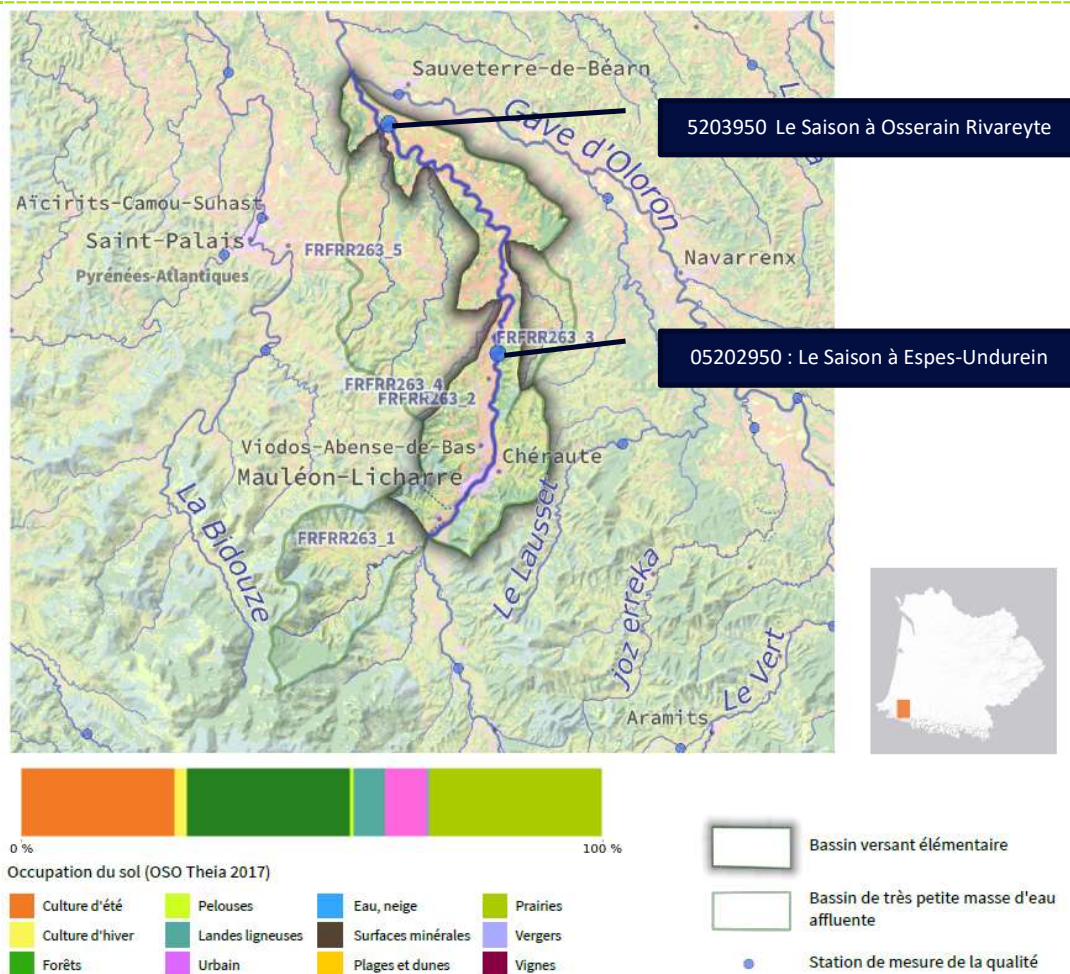 Sauveterre-de-Béarn
Gave d'Oloron
5203950 Le Saison à Osserain Rivareyte
Aïcirits-Camou-Suhast
Saint-Palais
Pyrénées-Atlantiques
FRFRR263_5
Navarrenx
FRFRR263_3
05202950 : Le Saison à Espes-Undurein
FRFRR263_4
FRFRR263_2
Viodos-Abense-de-Bas
Chéraute
Mauléon-Licharre
La Bidouze
Le Lausset
FRFRR263_1
joz erreka
Le Vert
Aramits
0 %
100 %
Occupation du sol (OSO Theia 2017)
Culture d'été
Pelouses
Eau, neige
Prairies
Culture d'hiver
Landes ligneuses
Surfaces minérales
Vergers
Forêts
Urbain
Plages et dunes
Vignes
Bassin versant élémentaire
Bassin de très petite masse d'eau
affluente
Station de mesure de la qualité